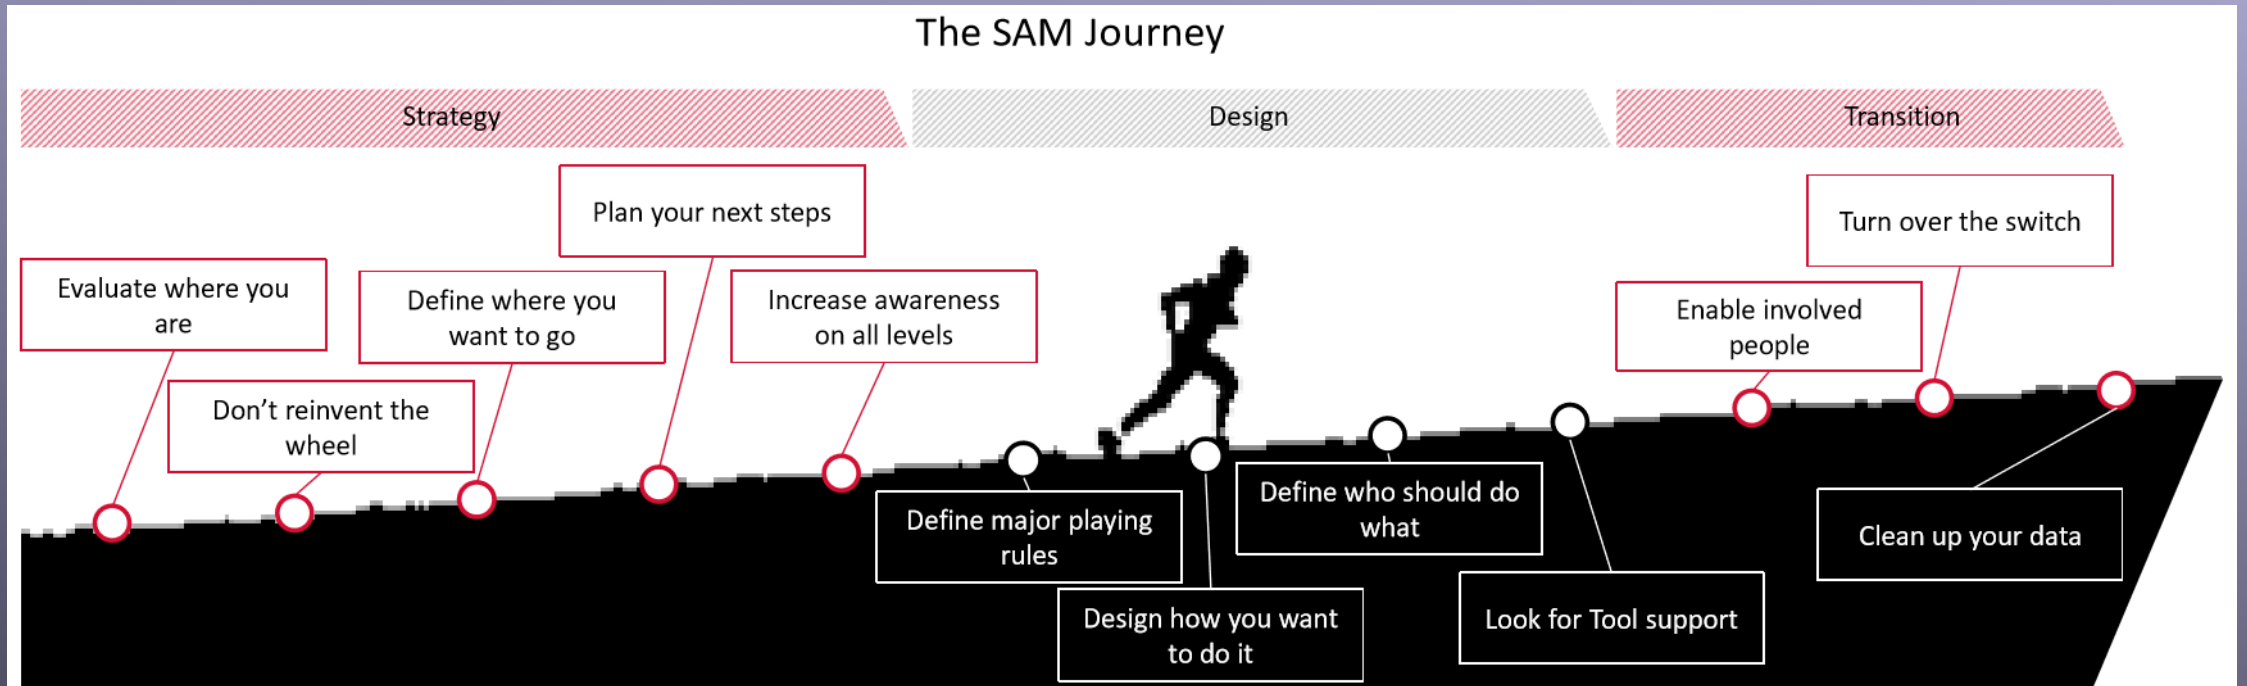 The SAM Journey
Strategy
Design
Transition
Evaluate where you
are
Don’t reinvent the
wheel
Define where you
want to go
Plan your next steps
Increase awareness
on all levels
Define major playing
rules
Design how you want
to do it
Define who should do
what
Look for Tool support
Enable involved
people
Turn over the switch
Clean up your data